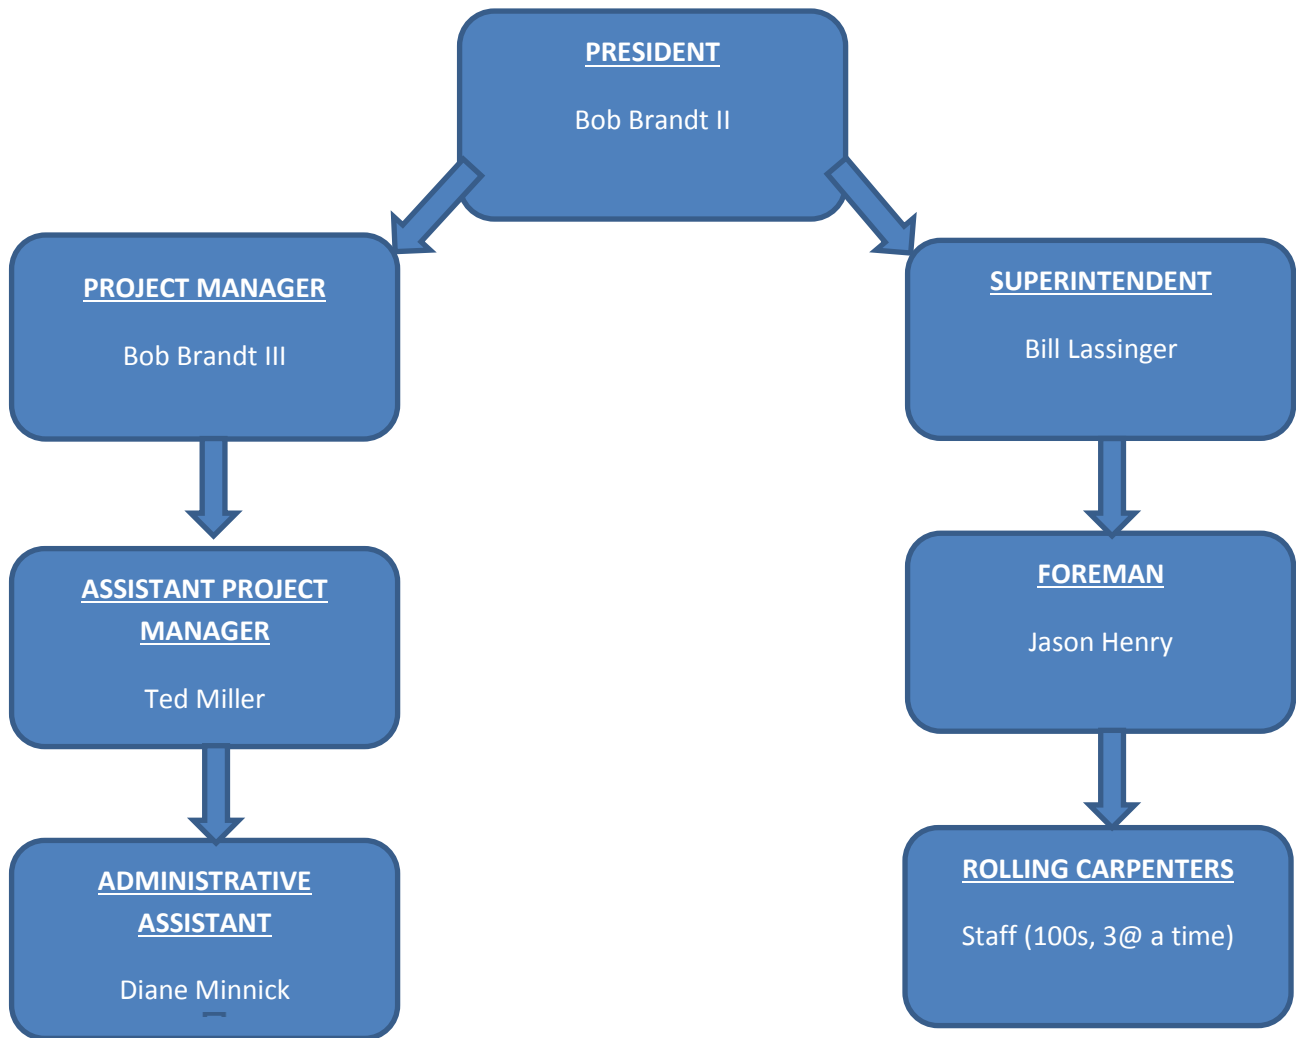 PRESIDENT
Bob Brandt II
PROJECT MANAGER
Bob Brandt III
SUPERINTENDENT
Bill Lassinger
ASSISTANT PROJECT
MANAGER
Ted Miller
FOREMAN
Jason Henry
ADMINISTRATIVE
ASSISTANT
Diane Minnick
ROLLING CARPENTERS
Staff (100s, 3@ a time)